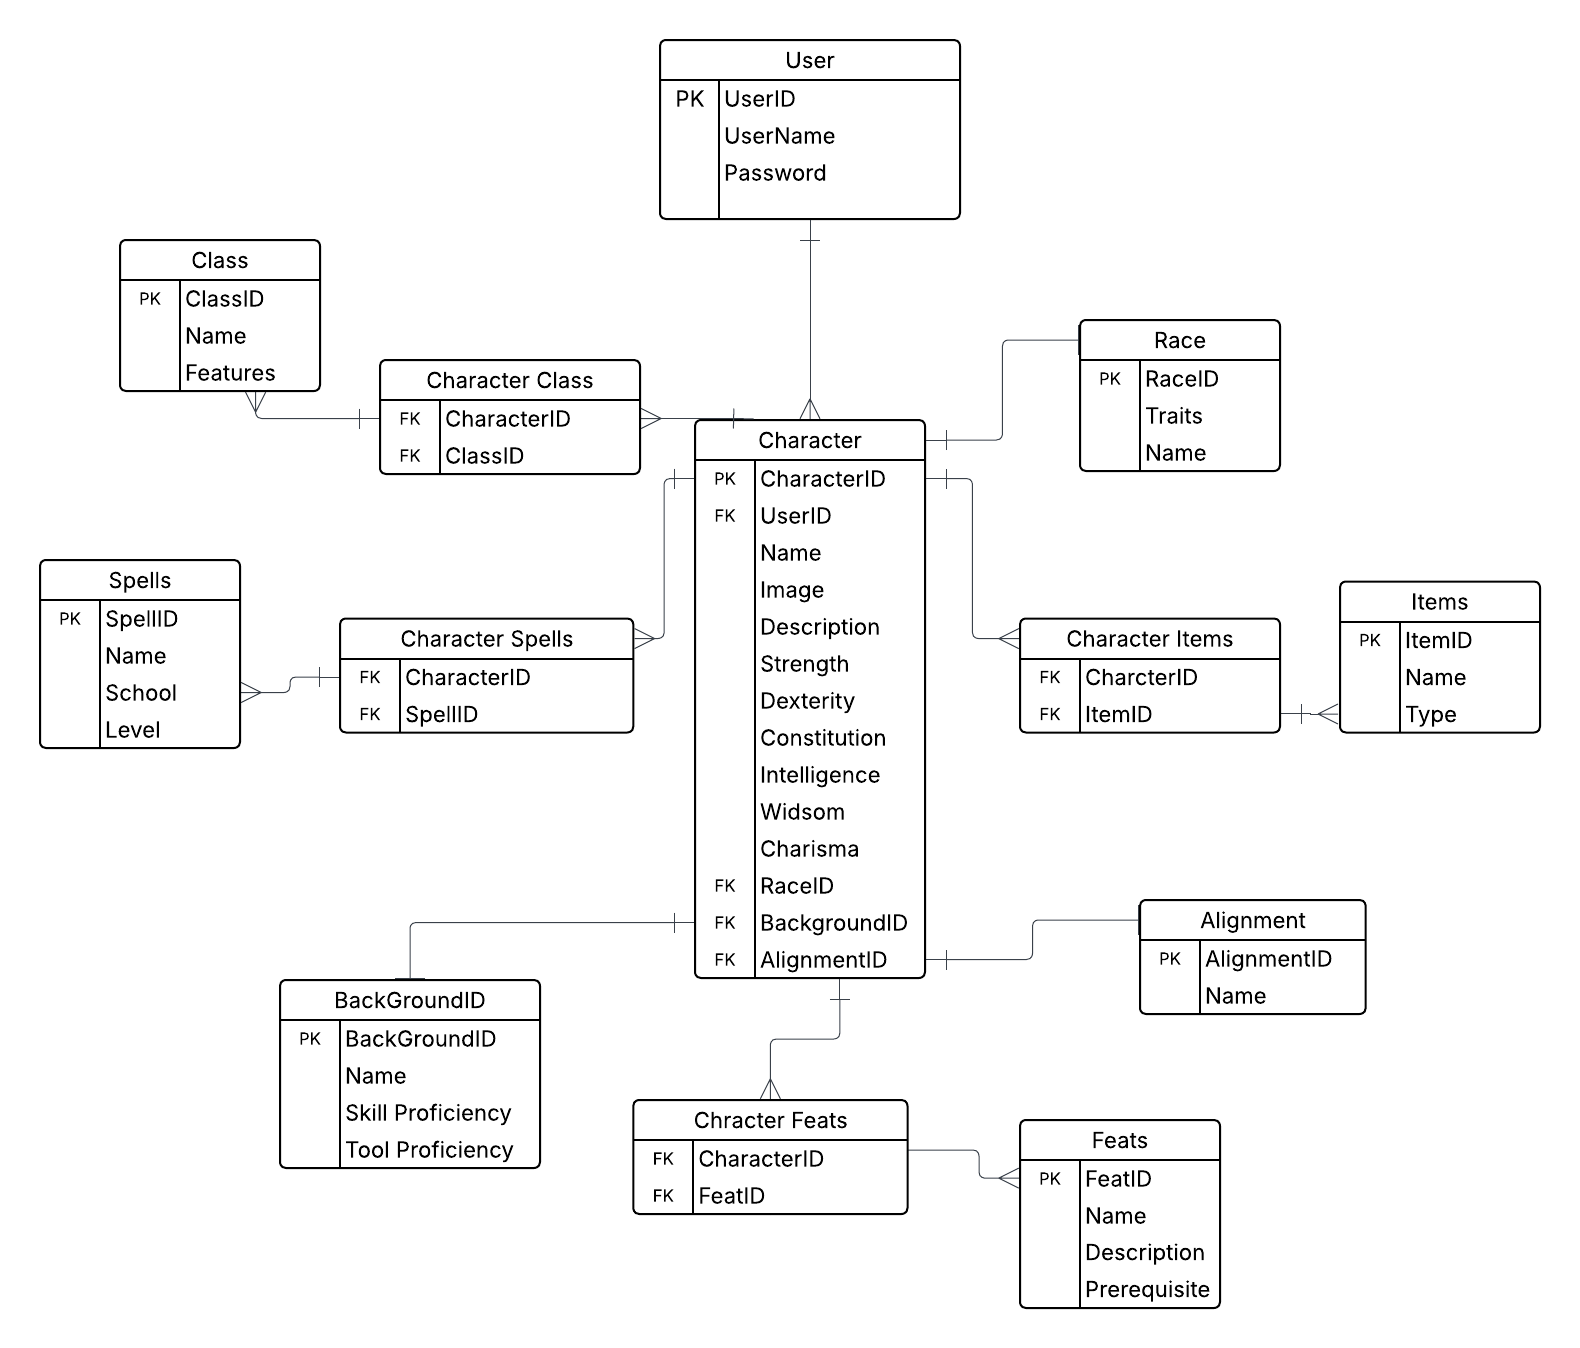 User
PK UserID
UserName
Password
Class
PK ClassID
Name
Features
Character Class
FK CharacterID
FK ClassID
Race
PK RaceID
Traits
Name
Character
PK CharacterID
FK UserID
Name
Image
Description
Strength
Dexterity
Constitution
Intelligence
Widsom
Charisma
FK RaceID
FK BackgroundID
FK AlignmentID
Spells
PK SpellID
Name
School
Level
Character Spells
FK CharacterID
FK SpellID
Character Items
FK CharcterID
FK ItemID
Items
PK ItemID
Name
Type
Alignment
PK AlignmentID
Name
BackGroundID
PK BackGroundID
Name
Skill Proficiency
Tool Proficiency
Chracter Feats
FK CharacterID
FK FeatID
Feats
PK FeatID
Name
Description
Prerequisite